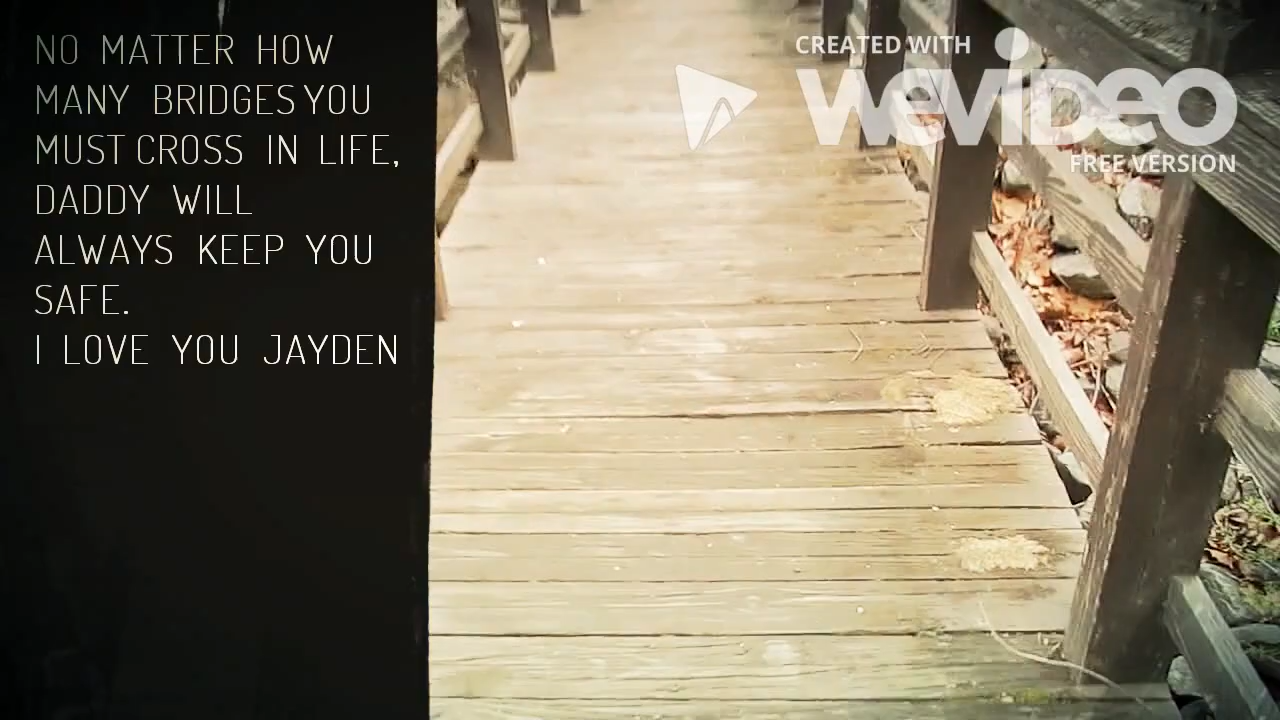 NO MATTER HOW
MANY BRIDGES YOU
MUST CROSS IN LIFE,
DADDY WILL
ALWAYS KEEP YOU
SAFE.
I LOVE YOU JAYDEN
CREATED WITH
WEVIDEO
FREE VERSION